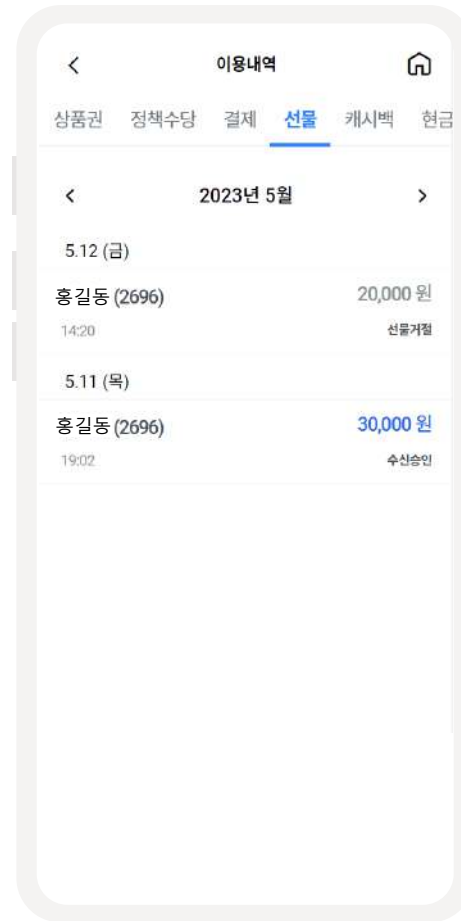 이용내역
상품권 정책수당 결제 선물 캐시백 현금
2023년 5월
5.12 (금)
홍길동 (2696) 20,000 원
14:20 선물거절
5.11 (목)
홍길동 (2696) 30,000 원
19:02 수신승인